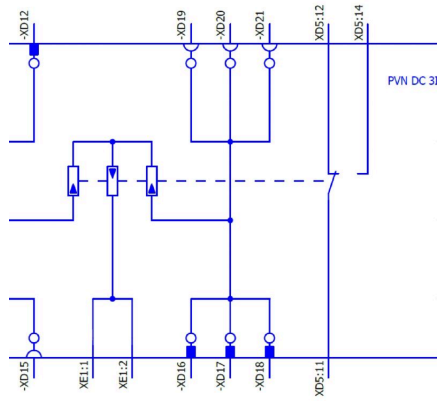 -XD12
-XD19
-XD20
-XD21
XD5:12
XD5:14
PVN DC 3
-XD15
XE1:1
XE1:2
-XD16
-XD17
-XD18
XD5:11